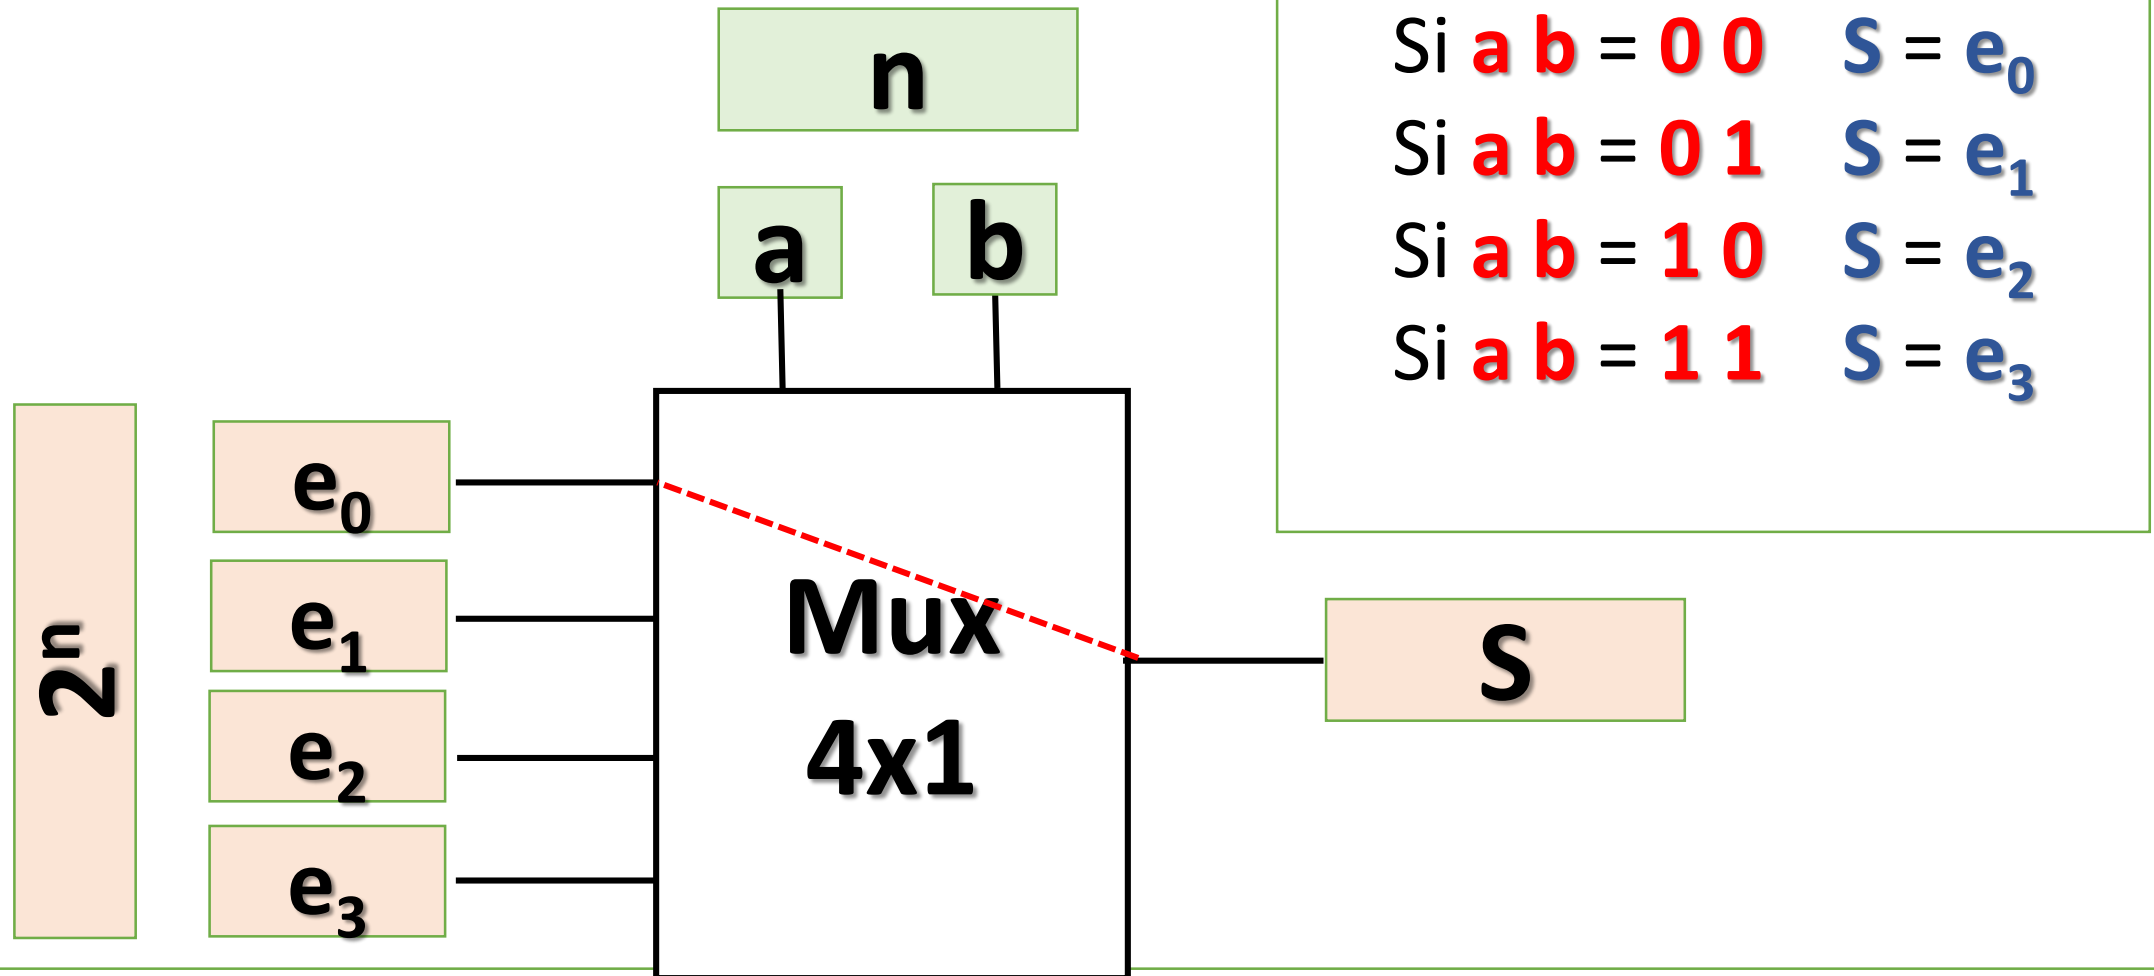 n
a b
Si a b = 0 0 S = e₀
Si a b = 0 1 S = e₁
Si a b = 1 0 S = e₂
Si a b = 1 1 S = e₃
2ⁿ
e₀
e₁
e₂
e₃
Mux
4x1
S